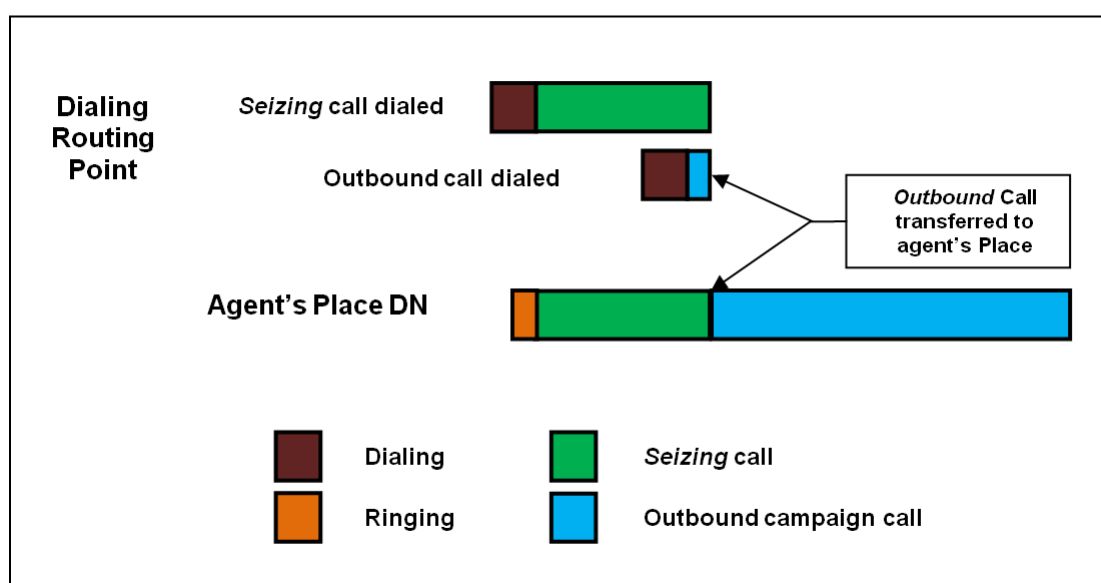 Dialing
Routing
Point
Seizing call dialed
Outbound call dialed
Outbound Call
transferred to
agent's Place
Agent's Place DN
Dialing
Seizing call
Ringing
Outbound campaign call